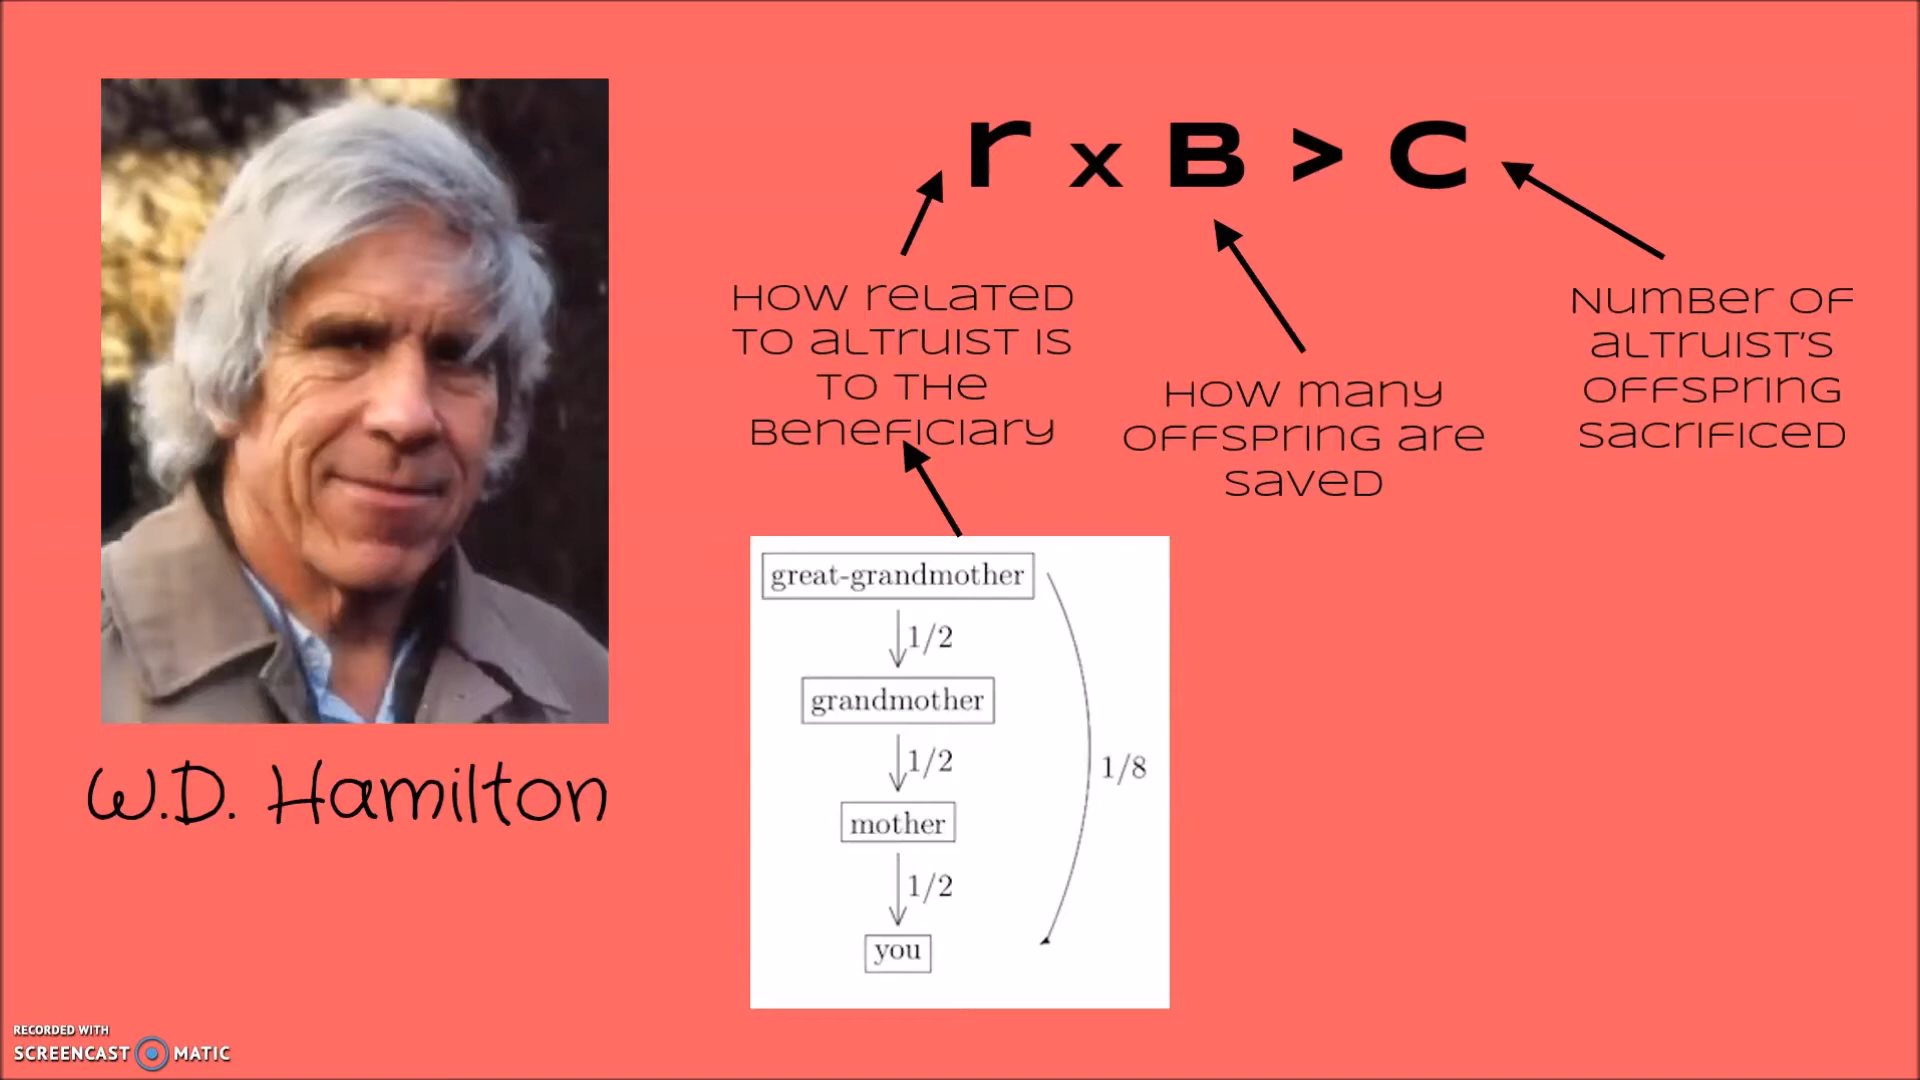 r x B > C
How related
to altruist is
to the
beneficiary
How many
offspring are
saved
Number of
altruist's
offspring
sacrificed
great-grandmother
1/2
grandmother
1/2
1/8
mother
1/2
you
W.D. Hamilton
RECORDED WITH
SCREENCAST MATIC